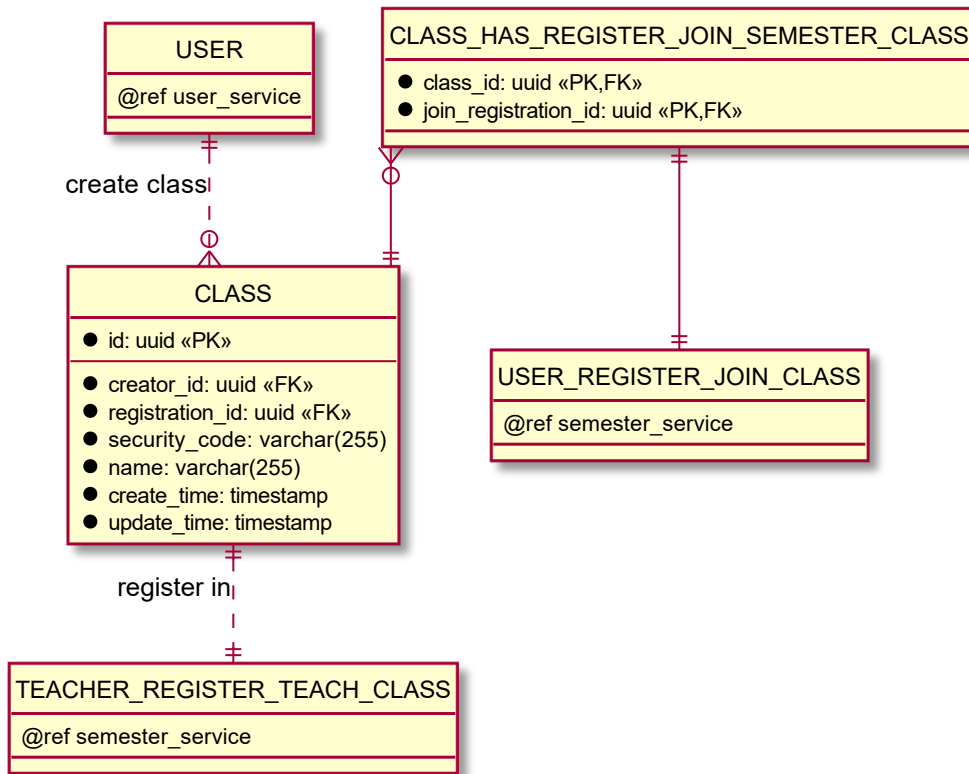 USER
@ref user_service
CLASS_HAS_REGISTER_JOIN_SEMESTER_CLASS
class_id: uuid «PK,FK»
join_registration_id: uuid «PK,FK»
create class
CLASS
id: uuid «PK»
creator_id: uuid «FK»
registration_id: uuid «FK»
security_code: varchar(255)
name: varchar(255)
create_time: timestamp
update_time: timestamp
USER_REGISTER_JOIN_CLASS
@ref semester_service
register in
TEACHER_REGISTER_TEACH_CLASS
@ref semester_service